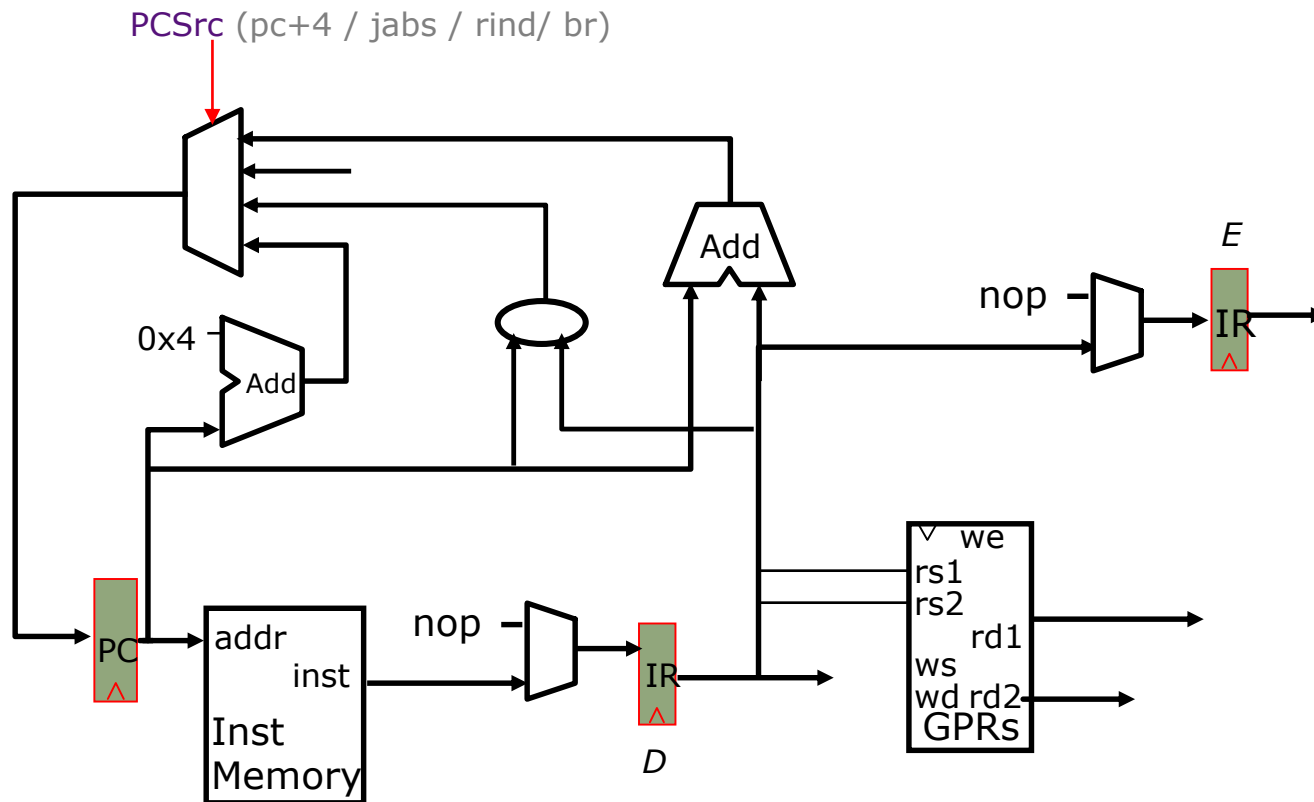 PCSrc (pc+4 / jabs / rind/ br)
Add
E
nop
IR
0x4
Add
we
rs1
rs2
rd1
ws
wd rd2
GPRs
nop
PC
addr
inst
Inst
Memory
IR
D